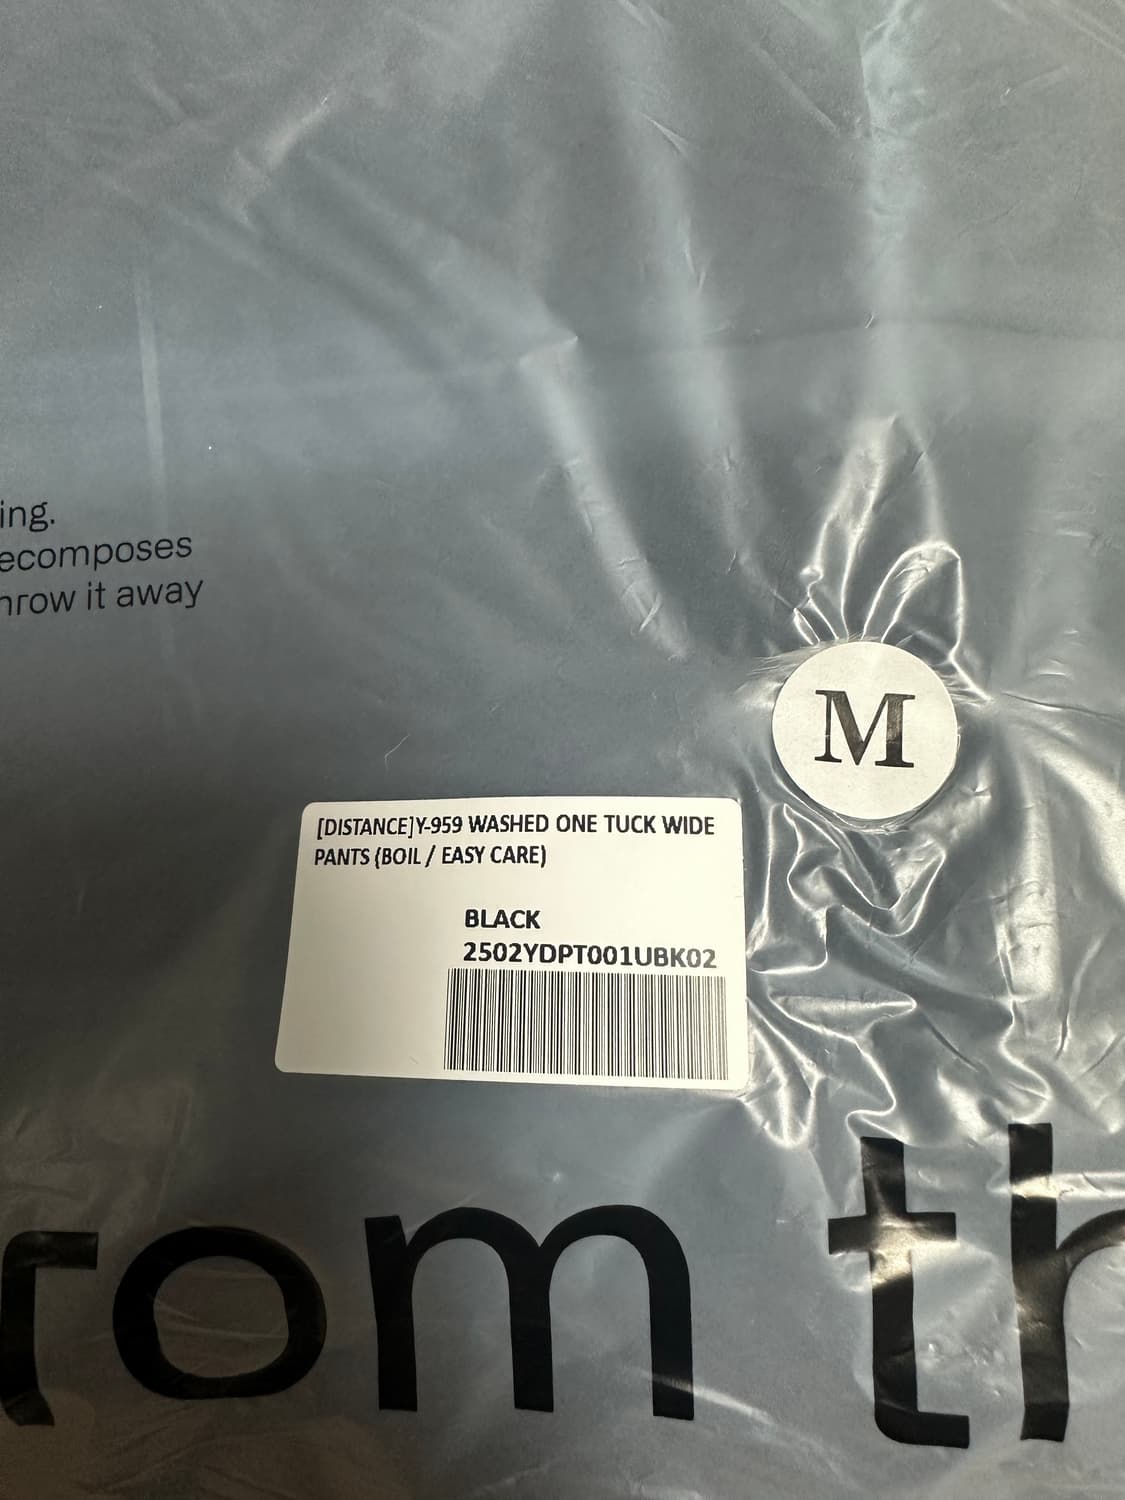 ing.
ecomposes
hrow it away
M
[DISTANCE]Y-959 WASHED ONE TUCK WIDE
PANTS (BOIL / EASY CARE)
BLACK
2502YDPT001UBK02
rom th